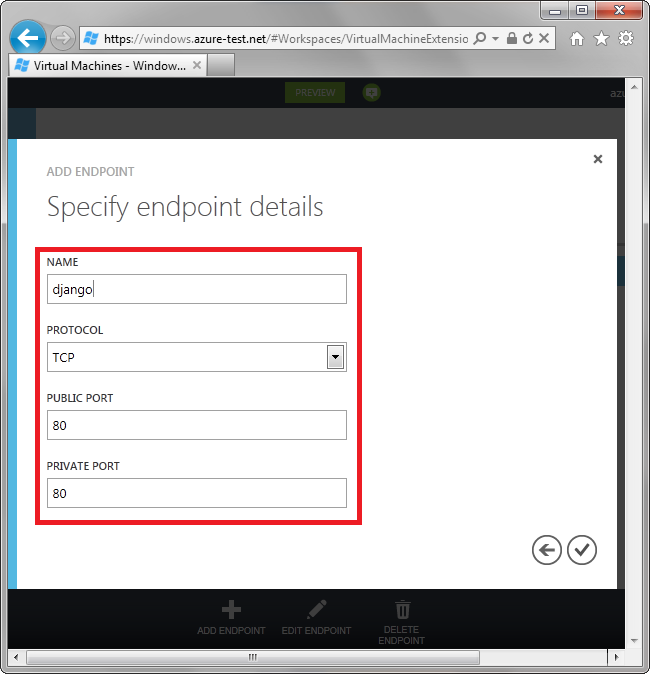 https://windows.azure-test.net/#Workspaces/VirtualMachineExtensio
Virtual Machines - Window...
PREVIEW
azu
ADD ENDPOINT
Specify endpoint details
NAME
django
PROTOCOL
TCP
PUBLIC PORT
80
PRIVATE PORT
80
ADD ENDPOINT
EDIT ENDPOINT
DELETE
ENDPOINT